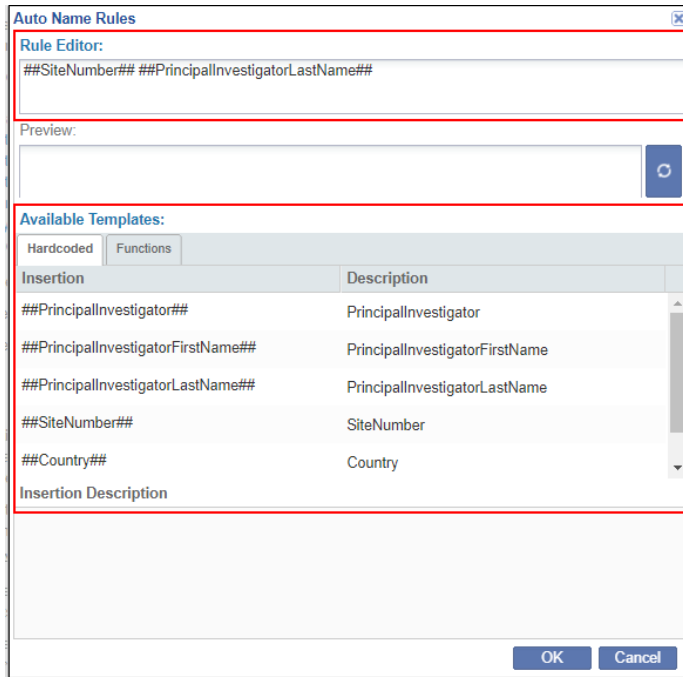 Auto Name Rules
Rule Editor:
##SiteNumber## ##PrincipalInvestigatorLastName##
Preview:
Available Templates:
Hardcoded Functions
Insertion Description
##PrincipalInvestigator## PrincipalInvestigator
##PrincipalInvestigatorFirstName## PrincipalInvestigatorFirstName
##PrincipalInvestigatorLastName## PrincipalInvestigatorLastName
##SiteNumber## SiteNumber
##Country## Country
Insertion Description
OK Cancel